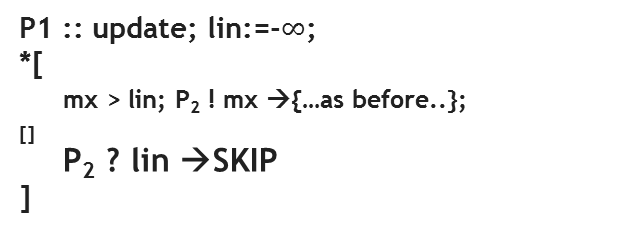 P1 :: update; lin:=-∞;
*[
mx > lin; P₂ ! mx →{...as before..};
[]
P₂ ? lin →SKIP
]